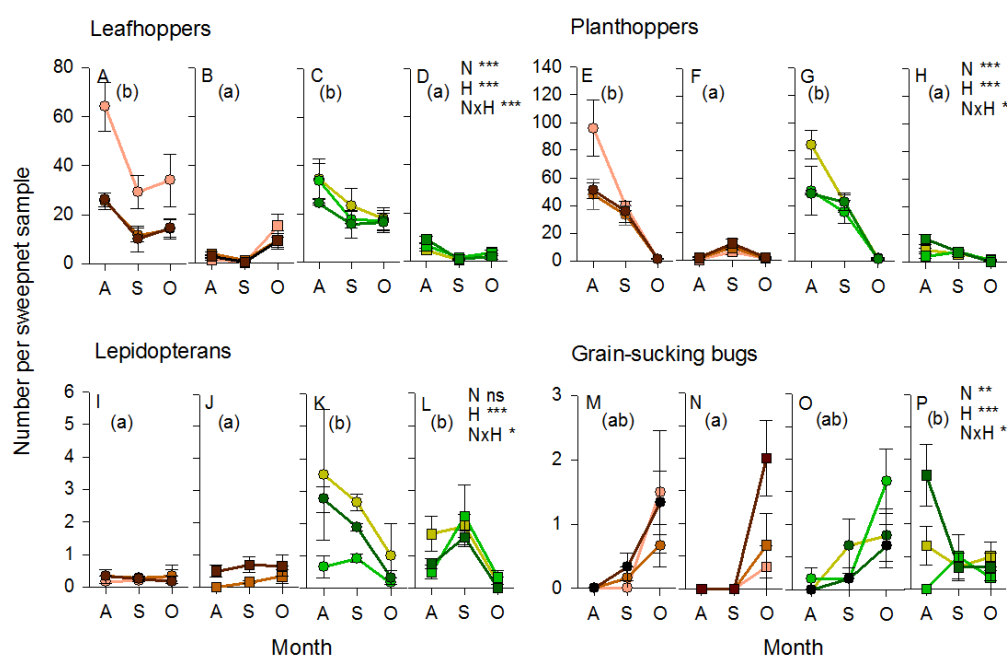 Leafhoppers
Planthoppers
80
60
40
20
0
A
(b)
B
(a)
C
(b)
D
(a)
N ***
H ***
NxH ***
A S O
A S O
A S O
A S O
140
120
100
80
60
40
20
0
E
(b)
F
(a)
G
(b)
H
(a)
N ***
H ***
NxH *
A S O
A S O
A S O
A S O
Number per sweepnet sample
Lepidopterans
Grain-sucking bugs
6
5
4
3
2
1
0
I
(a)
J
(a)
K
(b)
L
(b)
N ns
H ***
NxH *
A S O
A S O
A S O
A S O
3
2
1
0
M
(ab)
N
(a)
O
(ab)
P
(b)
N **
H ***
NxH *
A S O
A S O
A S O
A S O
Month
Month